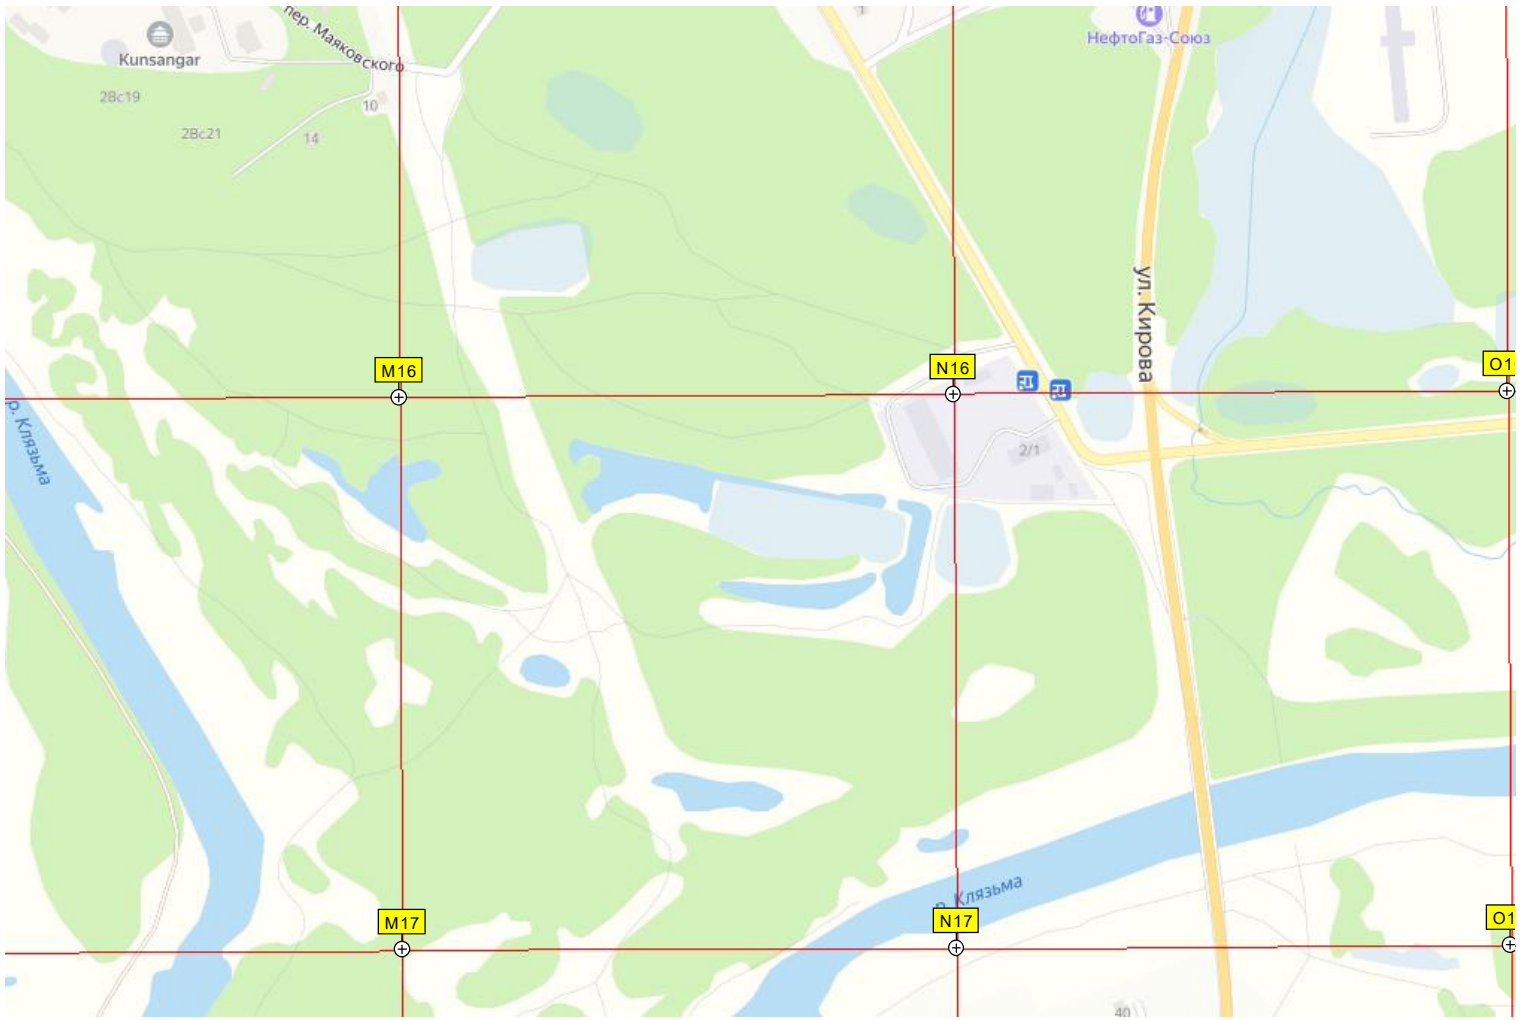 пер. Маяковского
Kunsangar
2Вс19
2Вс21
10
14
НефтоГаз-Союз
ул. Кирова
M16
N16
O1
р. Клязьма
2/1
р. Клязьма
M17
N17
O1
40